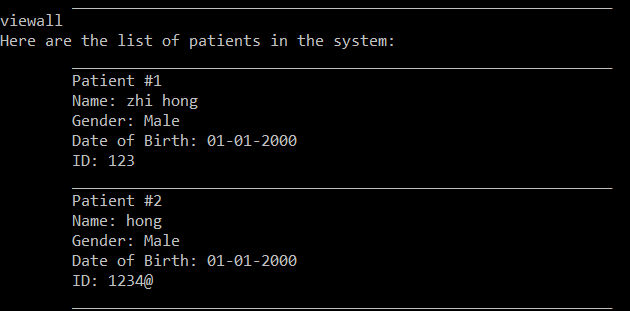 viewall
Here are the list of patients in the system:
Patient #1
Name: zhi hong
Gender: Male
Date of Birth: 01-01-2000
ID: 123
Patient #2
Name: hong
Gender: Male
Date of Birth: 01-01-2000
ID: 1234@